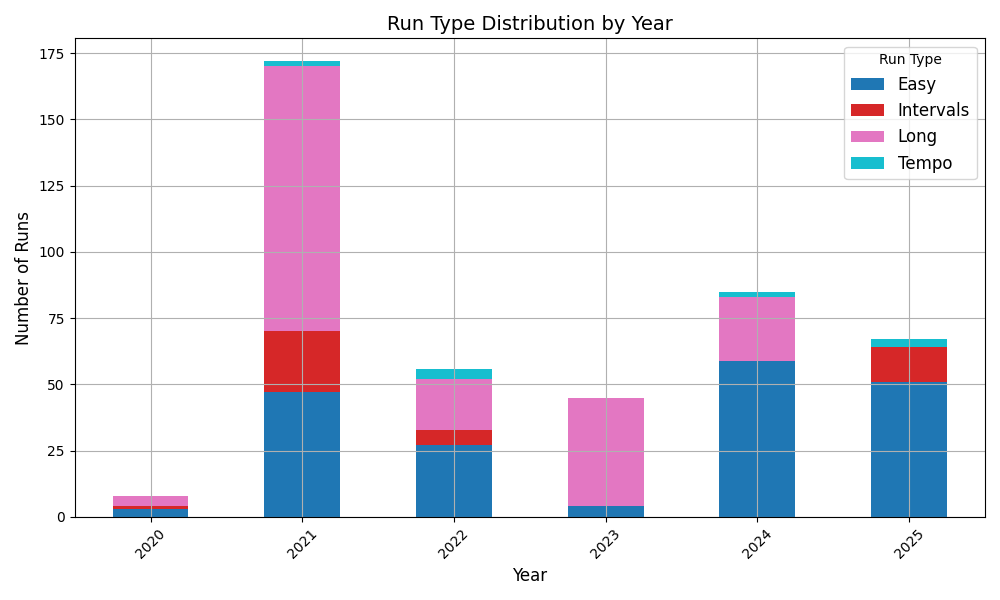 Run Type Distribution by Year
Number of Runs
175
150
125
100
75
50
25
0
Run Type
Easy
Intervals
Long
Tempo
2020
2021
2022
2023
2024
2025
Year